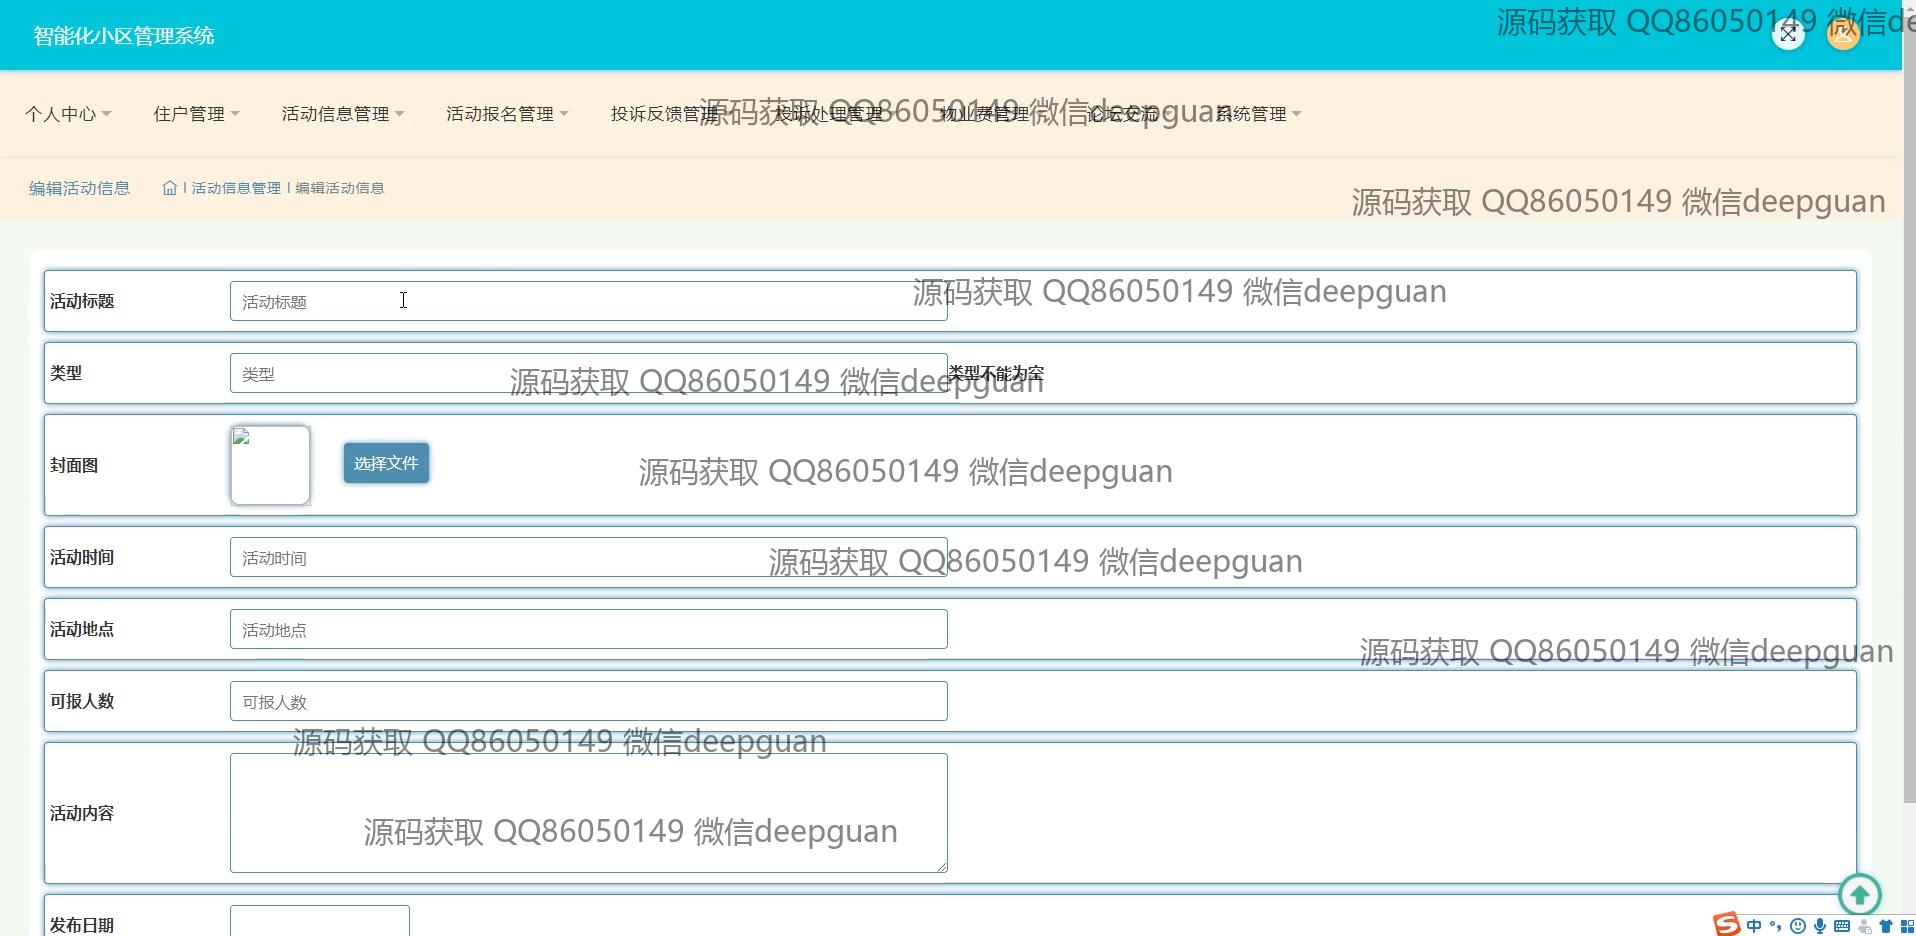 智能化小区管理系统
源码获取 QQ86050149 微信de
个人中心 住户管理 活动信息管理 活动报名管理 投诉反馈管理 投诉处理管理 物业费管理 论坛交流 系统管理
源码获取 QQ86050149 微信deepguan
编辑活动信息 活动信息管理 编辑活动信息
源码获取 QQ86050149 微信deepguan
活动标题 活动标题
源码获取 QQ86050149 微信deepguan
类型 类型 类型不能为空
源码获取 QQ86050149 微信deepguan
封面图 选择文件
源码获取 QQ86050149 微信deepguan
活动时间 活动时间
源码获取 QQ86050149 微信deepguan
活动地点 活动地点
源码获取 QQ86050149 微信deepguan
可报人数 可报人数
源码获取 QQ86050149 微信deepguan
活动内容
源码获取 QQ86050149 微信deepguan
发布日期
S 中